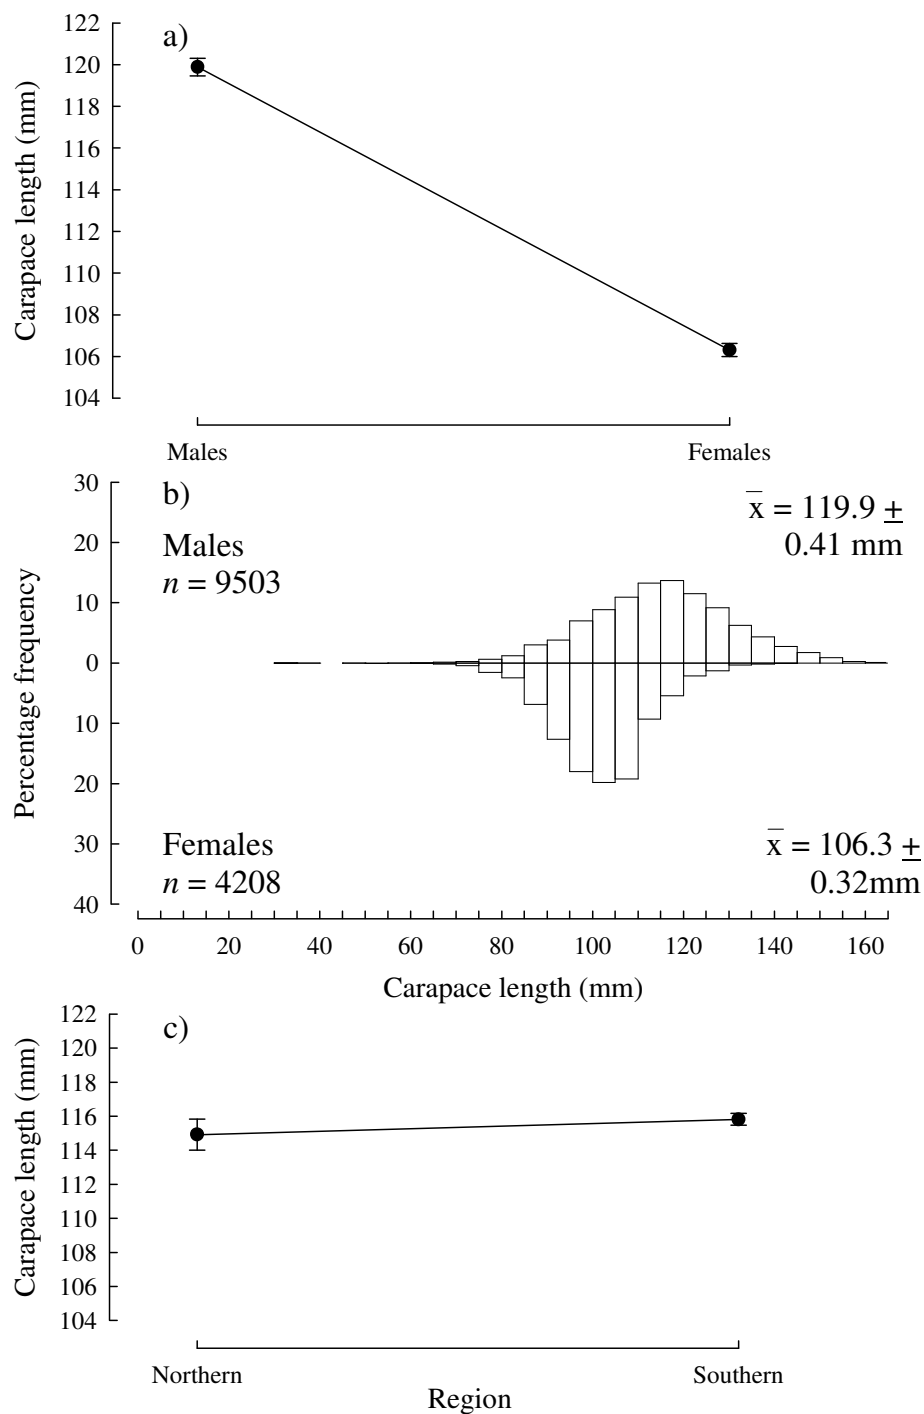 a)
Carapace length (mm)
122
120
118
116
114
112
110
108
106
104
Males Females
b)
Percentage frequency
30
20
10
0
10
20
30
40
Males
n = 9503
x̄ = 119.9 ±
0.41 mm
Females
n = 4208
x̄ = 106.3 ±
0.32mm
0 20 40 60 80 100 120 140 160
Carapace length (mm)
c)
Carapace length (mm)
122
120
118
116
114
112
110
108
106
104
Northern Southern
Region